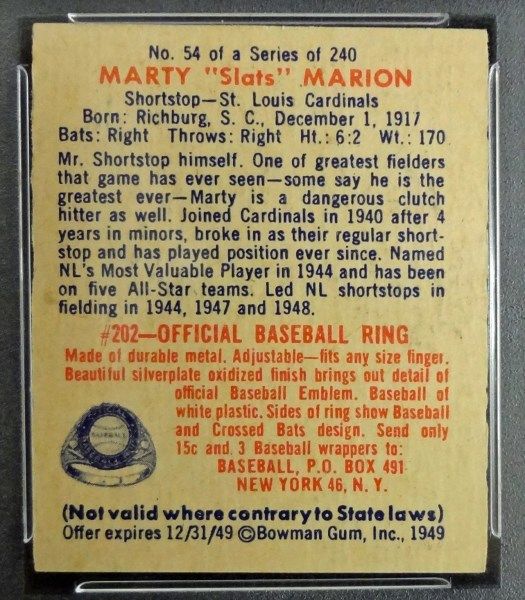 No. 54 of a Series of 240
MARTY "Slats" MARION
Shortstop—St. Louis Cardinals
Born: Richburg, S. C., December 1, 1917
Bats: Right Throws: Right Ht.: 6:2 Wt.: 170
Mr. Shortstop himself. One of greatest fielders
that game has ever seen—some say he is the
greatest ever—Marty is a dangerous clutch
hitter as well. Joined Cardinals in 1940 after 4
years in minors, broke in as their regular short-
stop and has played position ever since. Named
NL's Most Valuable Player in 1944 and has been
on five All-Star teams. Led NL shortstops in
fielding in 1944, 1947 and 1948.
#202—OFFICIAL BASEBALL RING
Made of durable metal. Adjustable—fits any size finger.
Beautiful silverplate oxidized finish brings out detail of
official Baseball Emblem. Baseball of
white plastic. Sides of ring show Baseball
and Crossed Bats design. Send only
15c and 3 Baseball wrappers to:
BASEBALL, P.O. BOX 491
NEW YORK 46, N. Y.
BASEBALL
(Not valid where contrary to State laws)
Offer expires 12/31/49 ©Bowman Gum, Inc., 1949